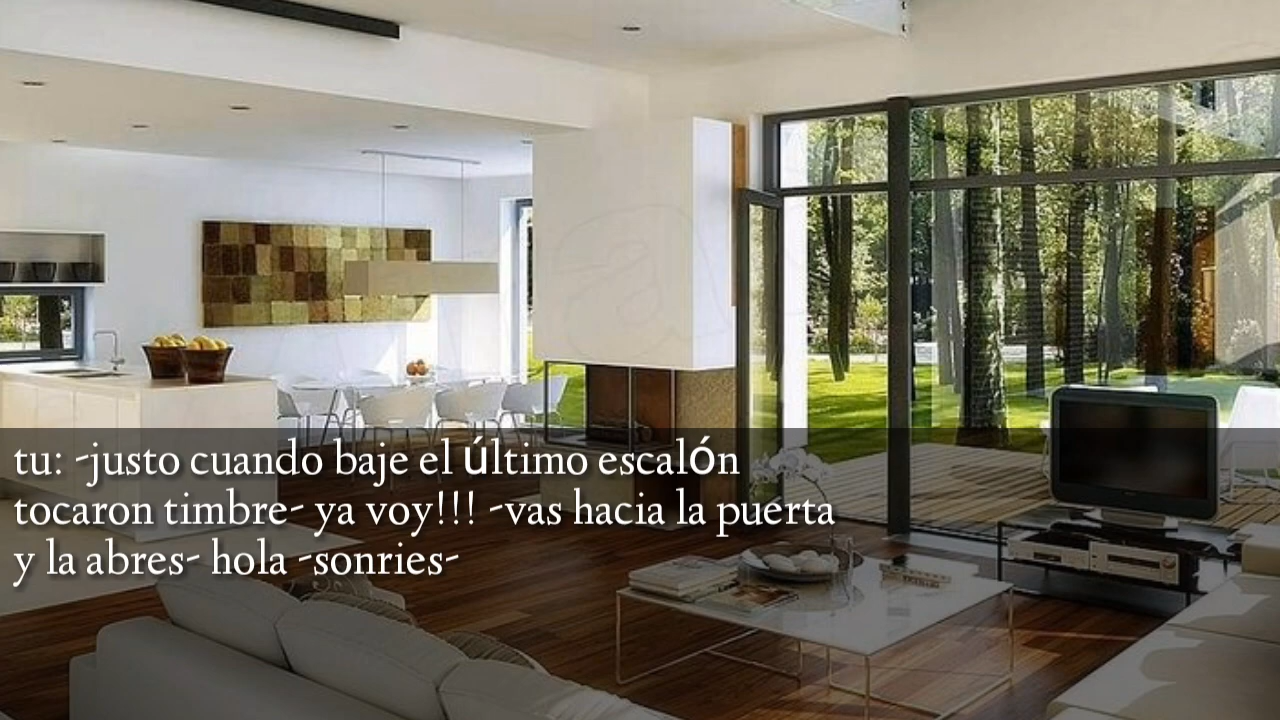 tu: -justo cuando baje el último escalón
tocaron timbre- ya voy!!! -vas hacia la puerta
y la abres- hola -sonries-